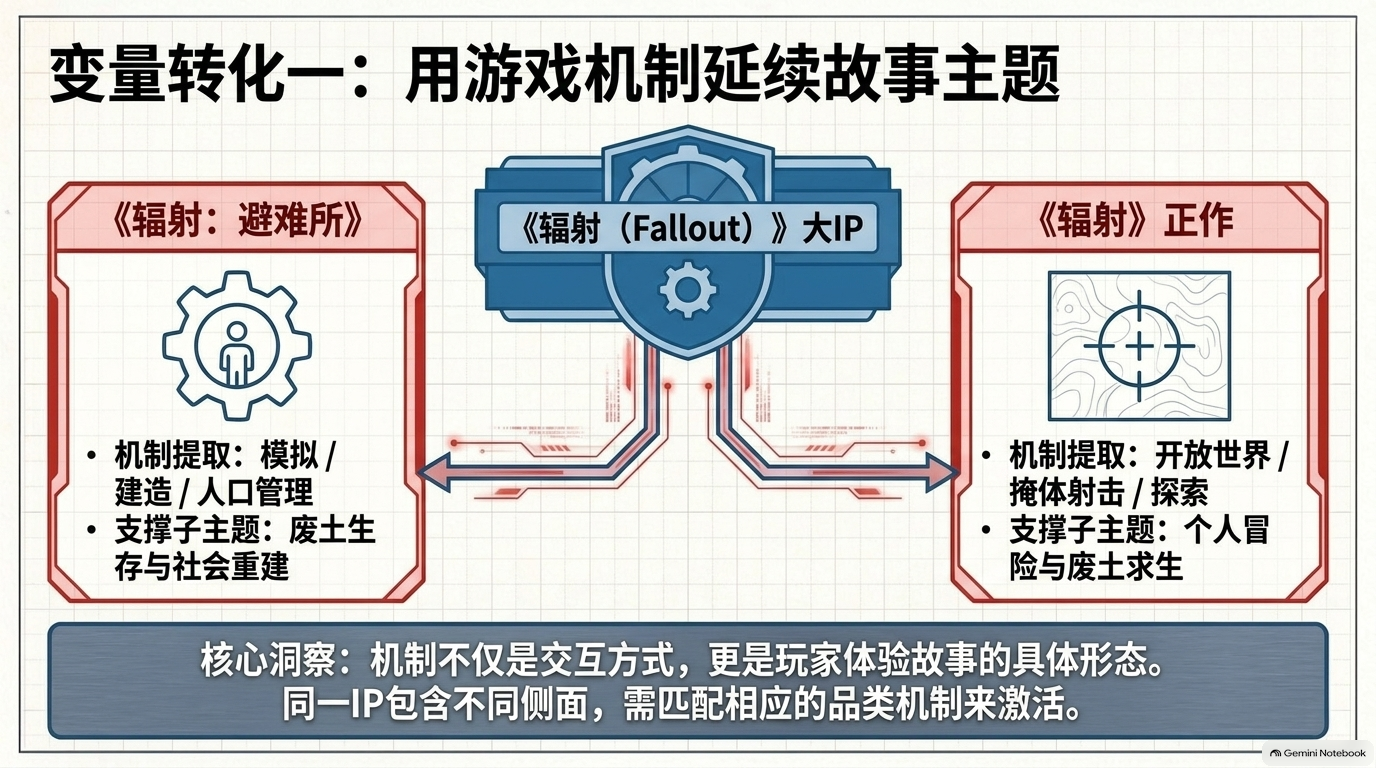 变量转化一：用游戏机制延续故事主题
《辐射（Fallout）》大IP
《辐射：避难所》
• 机制提取：模拟 /
建造 / 人口管理
• 支撑子主题：废土生
存与社会重建
《辐射》正作
• 机制提取：开放世界 /
掩体射击 / 探索
• 支撑子主题：个人冒
险与废土求生
核心洞察：机制不仅是交互方式，更是玩家体验故事的具体形态。
同一IP包含不同侧面，需匹配相应的品类机制来激活。
Gemini Notebook